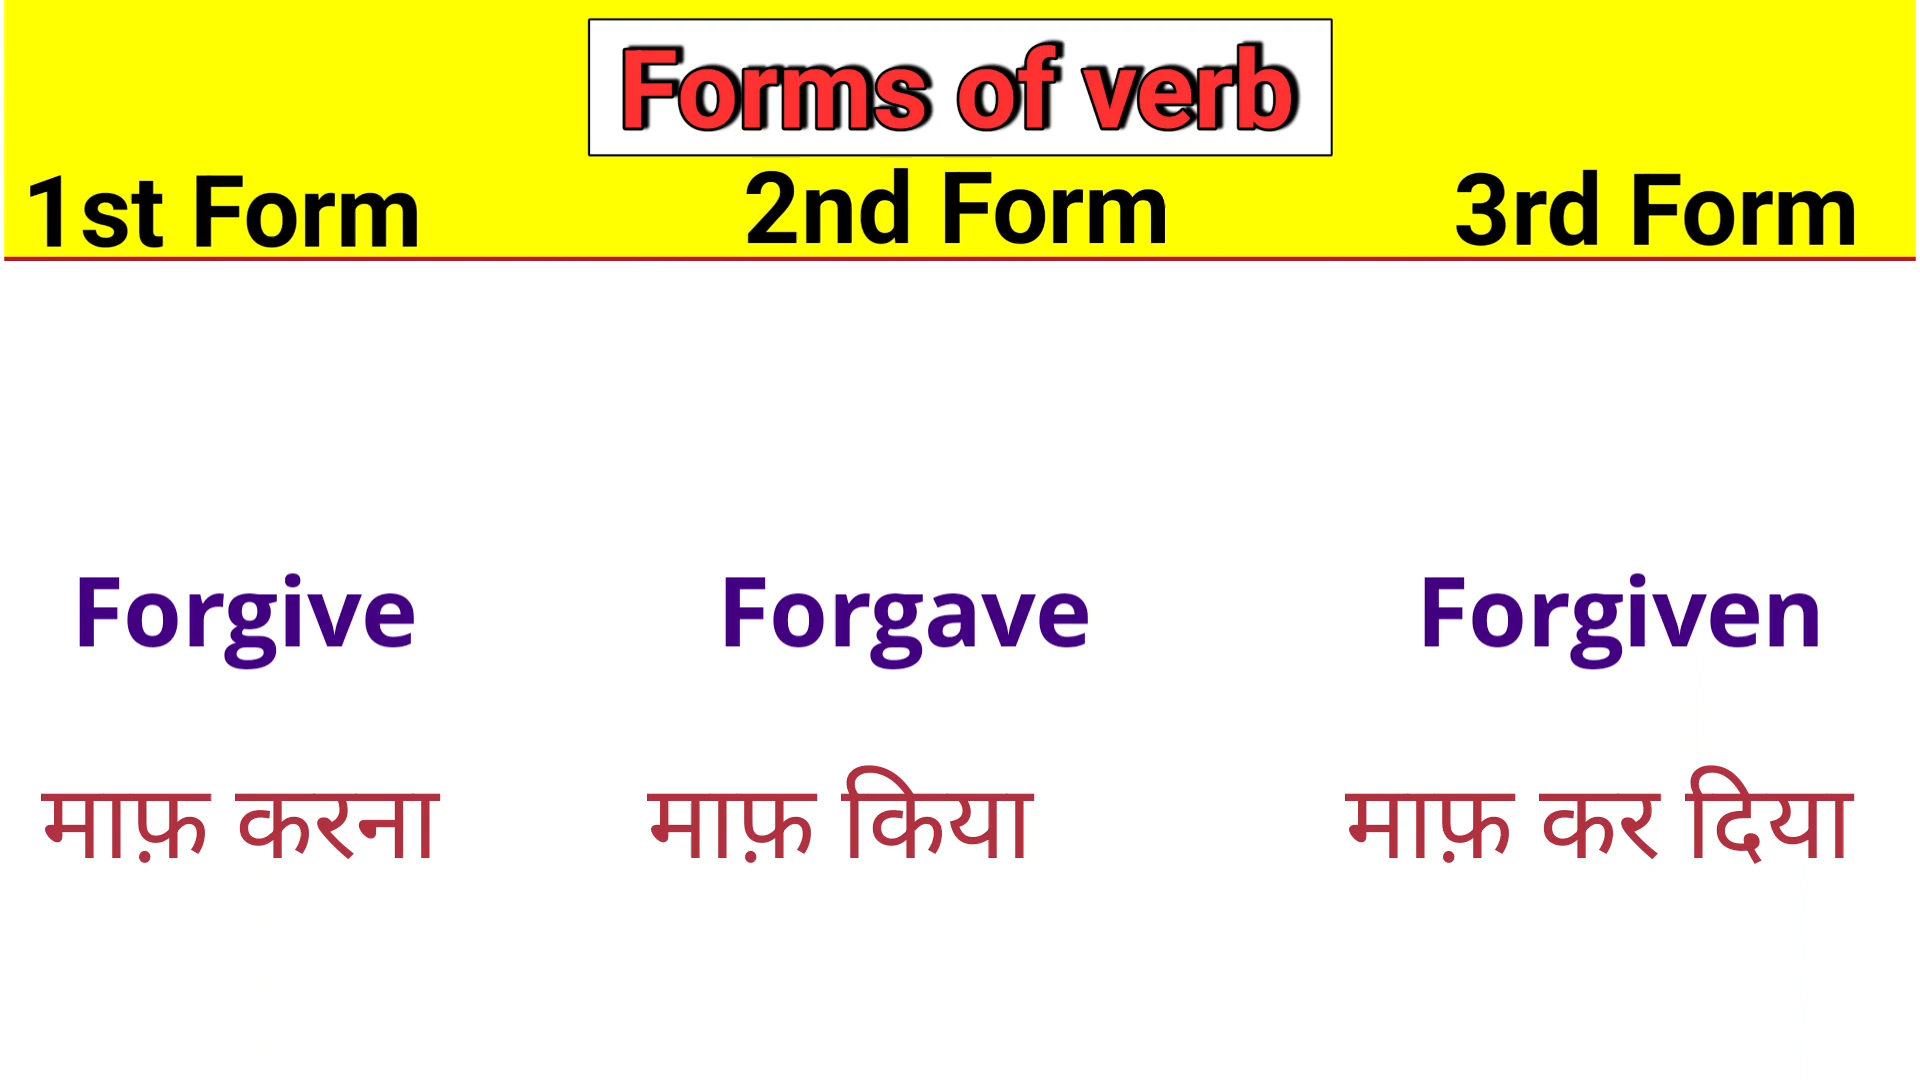 Forms of verb
1st Form 2nd Form 3rd Form
Forgive Forgave Forgiven
माफ़ करना माफ़ किया माफ़ कर दिया